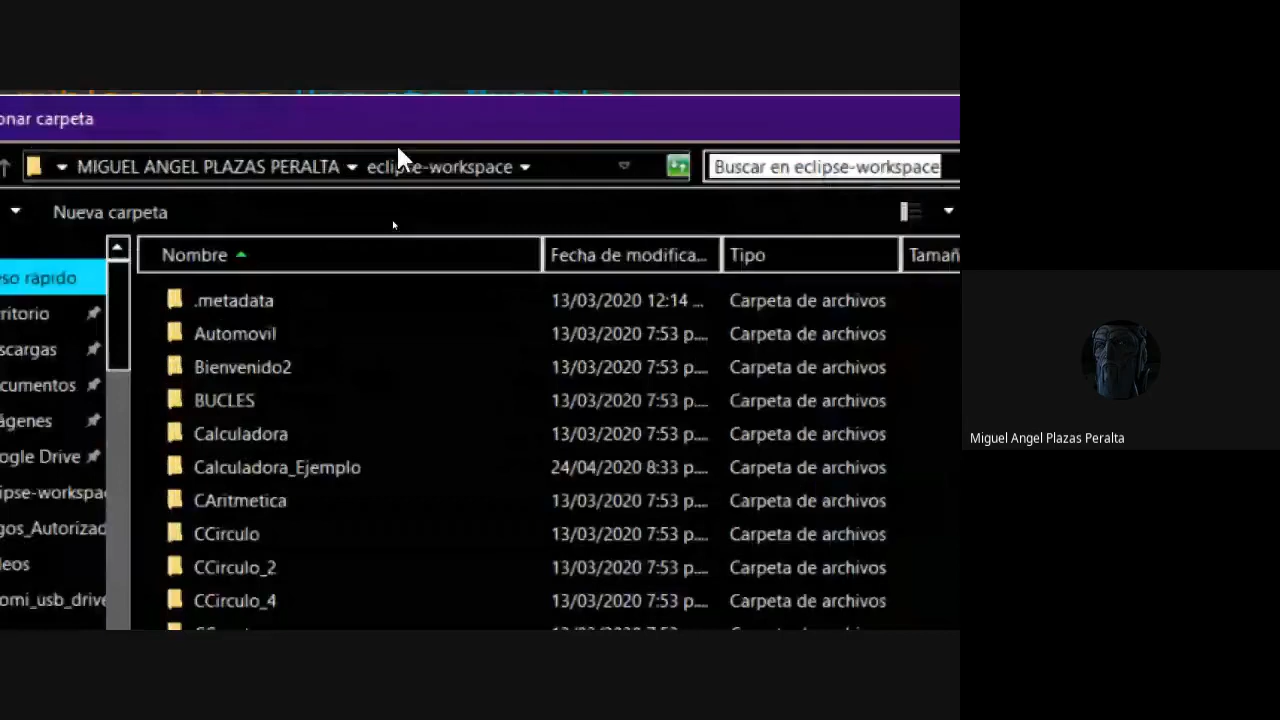 onar carpeta
MIGUEL ANGEL PLAZAS PERALTA eclipse-workspace Buscar en eclipse-workspace
Nueva carpeta
Nombre Fecha de modifica... Tipo Tamañ
eso rápido
ritorio
scargas
cumentos
ágenes
ogle Drive
ipse-workspa
gos_Autorizad
deos
omi_usb_drive
.metadata 13/03/2020 12:14 ... Carpeta de archivos
Automovil 13/03/2020 7:53 p.... Carpeta de archivos
Bienvenido2 13/03/2020 7:53 p.... Carpeta de archivos
BUCLES 13/03/2020 7:53 p.... Carpeta de archivos
Calculadora 13/03/2020 7:53 p.... Carpeta de archivos
Calculadora_Ejemplo 24/04/2020 8:33 p.... Carpeta de archivos
CAritmetica 13/03/2020 7:53 p.... Carpeta de archivos
CCirculo 13/03/2020 7:53 p.... Carpeta de archivos
CCirculo_2 13/03/2020 7:53 p.... Carpeta de archivos
CCirculo_4 13/03/2020 7:53 p.... Carpeta de archivos
Miguel Angel Plazas Peralta